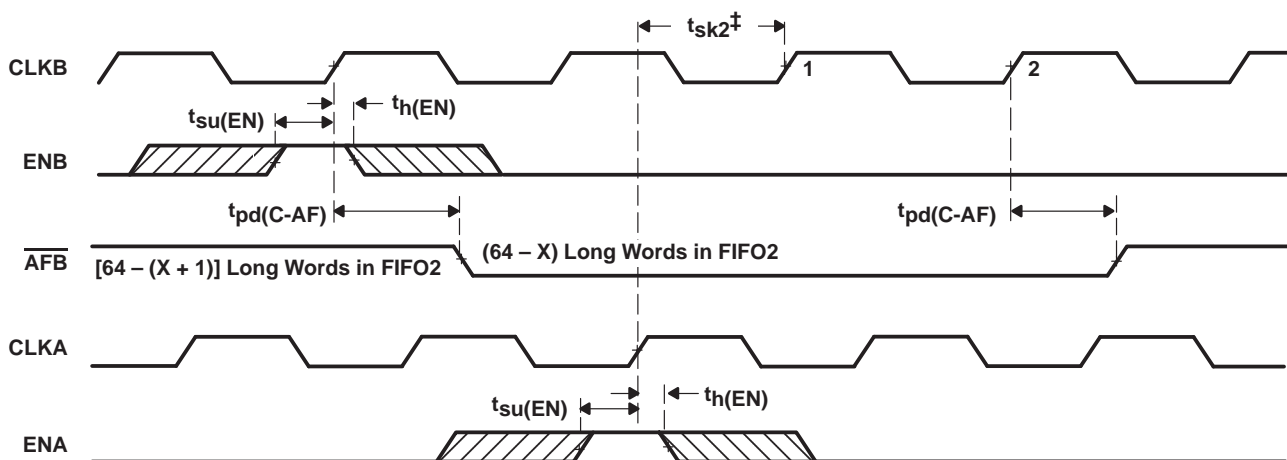 tsk2‡
CLKB
1
2
tsu(EN)
th(EN)
ENB
tpd(C-AF)
tpd(C-AF)
AFB
[64 – (X + 1)] Long Words in FIFO2
(64 – X) Long Words in FIFO2
CLKA
tsu(EN)
th(EN)
ENA